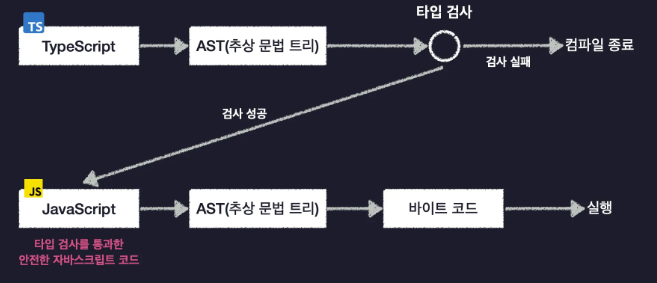 타입 검사
TS
TypeScript
AST(추상 문법 트리)
컴파일 종료
검사 실패
검사 성공
JS
JavaScript
AST(추상 문법 트리)
바이트 코드
실행
타입 검사를 통과한
안전한 자바스크립트 코드